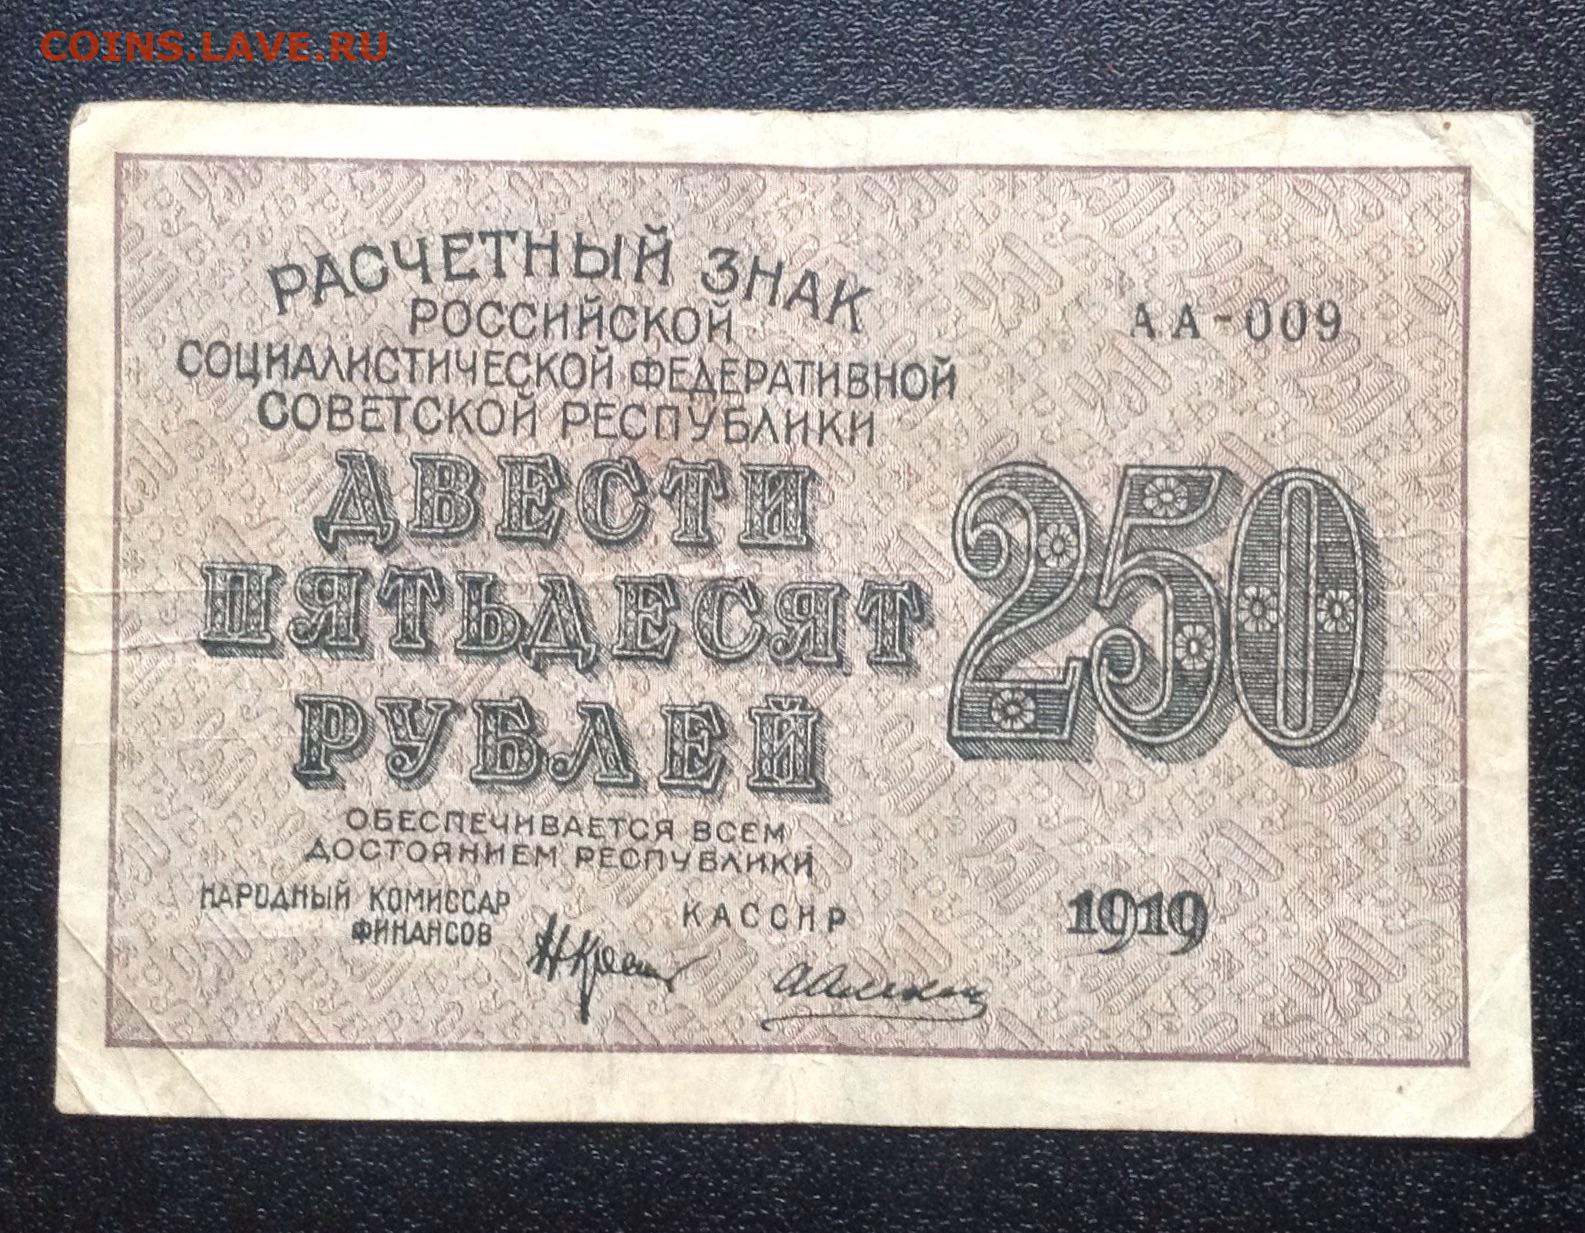 COINS.LAVE.RU
РАСЧЕТНЫЙ ЗНАК
РОССИЙСКОЙ
СОЦИАЛИСТИЧЕСКОЙ ФЕДЕРАТИВНОЙ
СОВЕТСКОЙ РЕСПУБЛИКИ
АА-009
ДВЕСТИ
ПЯТЬДЕСЯТ
РУБЛЕЙ
250
ОБЕСПЕЧИВАЕТСЯ ВСЕМ
ДОСТОЯНИЕМ РЕСПУБЛИКИ
НАРОДНЫЙ КОМИССАР
ФИНАНСОВ
КАССИР
1919